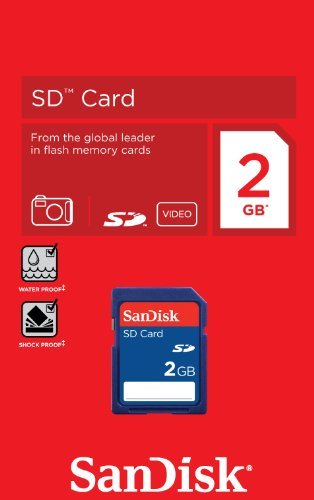 SD™ Card
From the global leader
in flash memory cards
2
GB*
SD™
VIDEO
WATER PROOF‡
SHOCK PROOF‡
SanDisk
SD Card
SD
2GB
SanDisk®